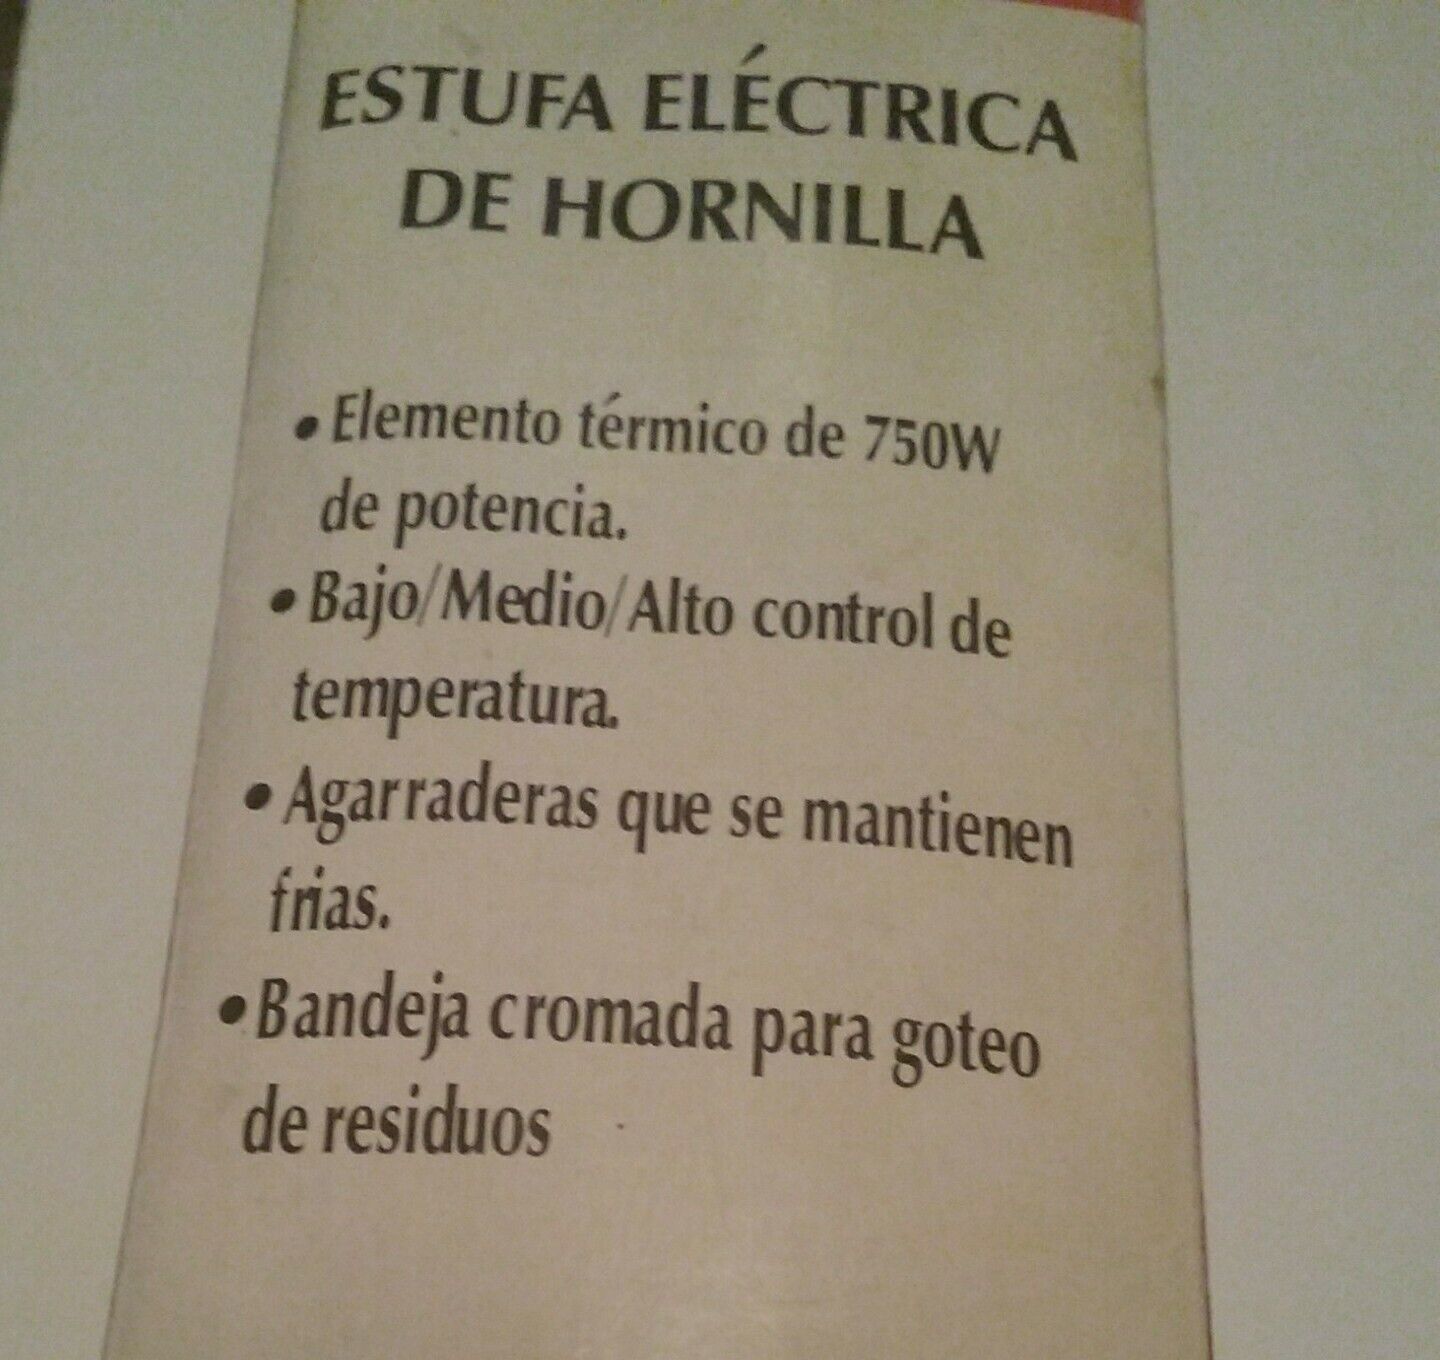 ESTUFA ELÉCTRICA
DE HORNILLA
• Elemento térmico de 750W
de potencia.
• Bajo/Medio/Alto control de
temperatura.
• Agarraderas que se mantienen
frias.
• Bandeja cromada para goteo
de residuos